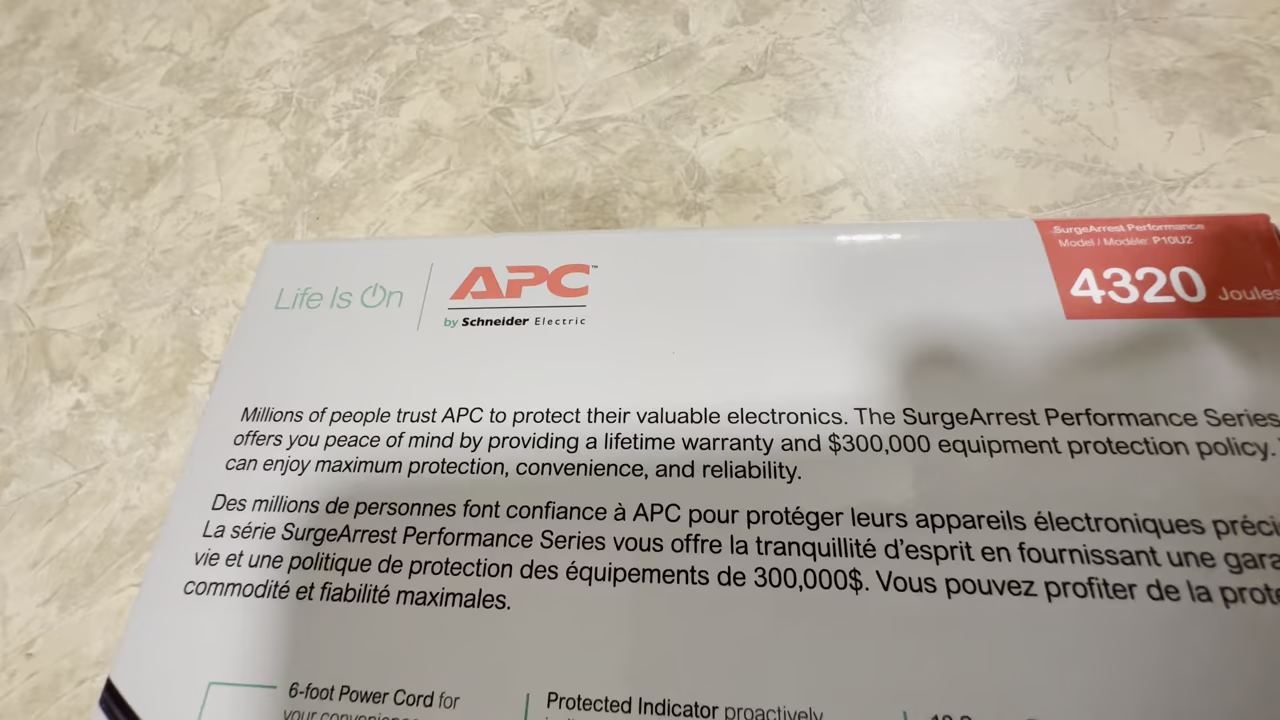 SurgeArrest Performance
Model / Modèle: P10U2
4320 Joules
Life Is On
APC™
by Schneider Electric
Millions of people trust APC to protect their valuable electronics. The SurgeArrest Performance Series
offers you peace of mind by providing a lifetime warranty and $300,000 equipment protection policy.
can enjoy maximum protection, convenience, and reliability.
Des millions de personnes font confiance à APC pour protéger leurs appareils électroniques préci
La série SurgeArrest Performance Series vous offre la tranquillité d'esprit en fournissant une gara
vie et une politique de protection des équipements de 300,000$. Vous pouvez profiter de la prote
commodité et fiabilité maximales.
6-foot Power Cord for
your
Protected Indicator proactively